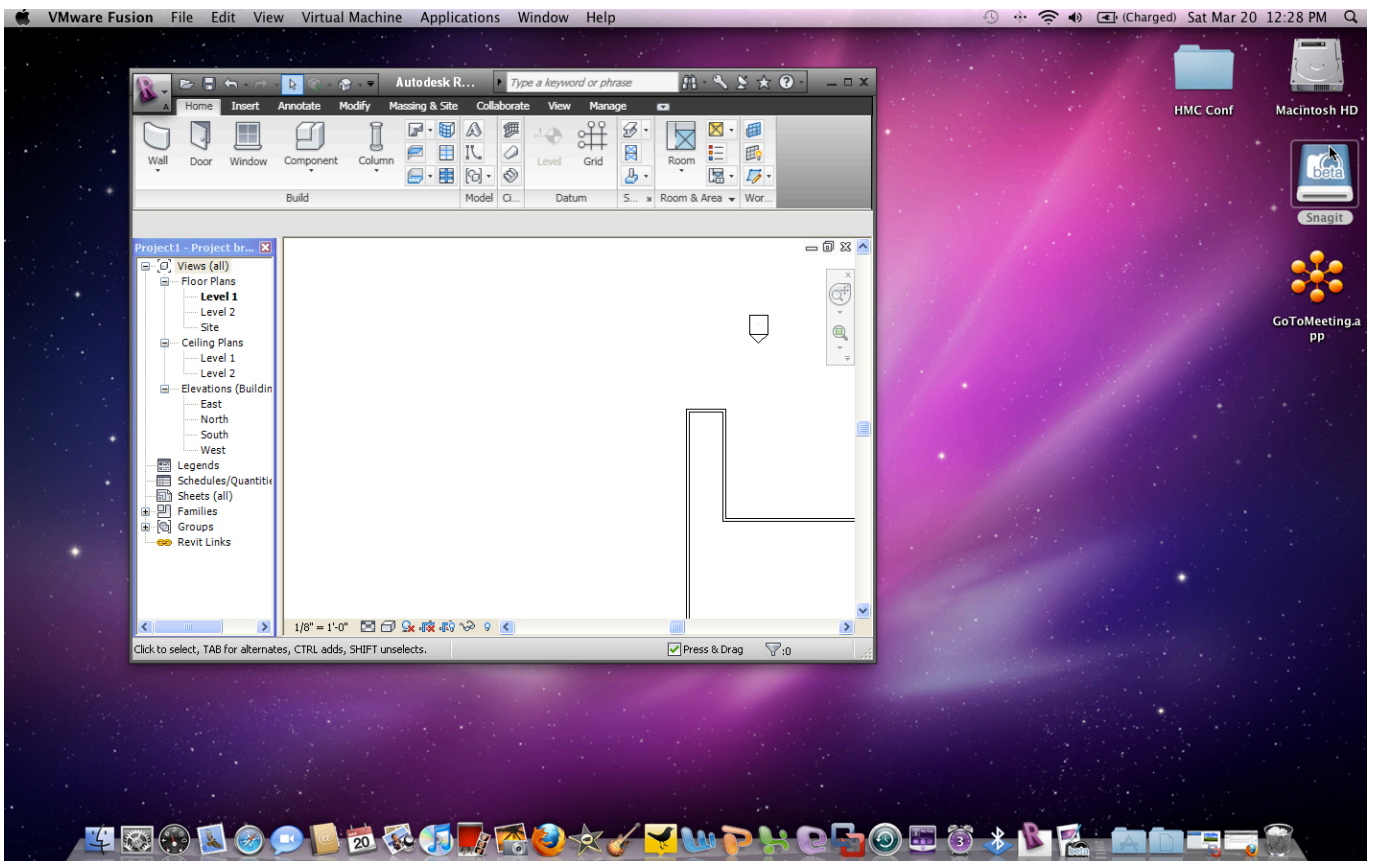 VMware Fusion File Edit View Virtual Machine Applications Window Help (Charged) Sat Mar 20 12:28 PM
Autodesk R... Type a keyword or phrase
Home Insert Annotate Modify Massing & Site Collaborate View Manage
Wall Door Window Component Column Level Grid Room
Build Model Ci... Datum S... Room & Area Wor...
Project1 - Project br...
Views (all)
Floor Plans
Level 1
Level 2
Site
Ceiling Plans
Level 1
Level 2
Elevations (Buildin
East
North
South
West
Legends
Schedules/Quantitie
Sheets (all)
Families
Groups
Revit Links
1/8" = 1'-0"
Click to select, TAB for alternates, CTRL adds, SHIFT unselects. Press & Drag :0
HMC Conf
Macintosh HD
beta
Snagit
GoToMeeting.a
pp
20
3
beta